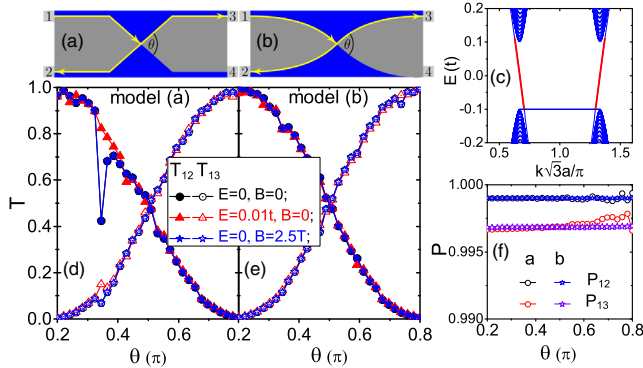 1 3
(a) θ
2 4
1 3
(b) θ
2 4
0.2
0.1
E (t)
0.0
(c)
-0.1
-0.2
0.5 1.0 1.5
k√3a/π
1.0
0.8
0.6
T
0.4
0.2
0.0
model (a)
model (b)
T12 T13
E=0, B=0;
E=0.01t, B=0;
E=0, B=2.5T;
(d)
(e)
0.2 0.4 0.6 0.2 0.4 0.6 0.8
θ (π) θ (π)
1.000
0.995
P
0.990
(f)
a b
P12
P13
0.2 0.4 0.6 0.8
θ (π)